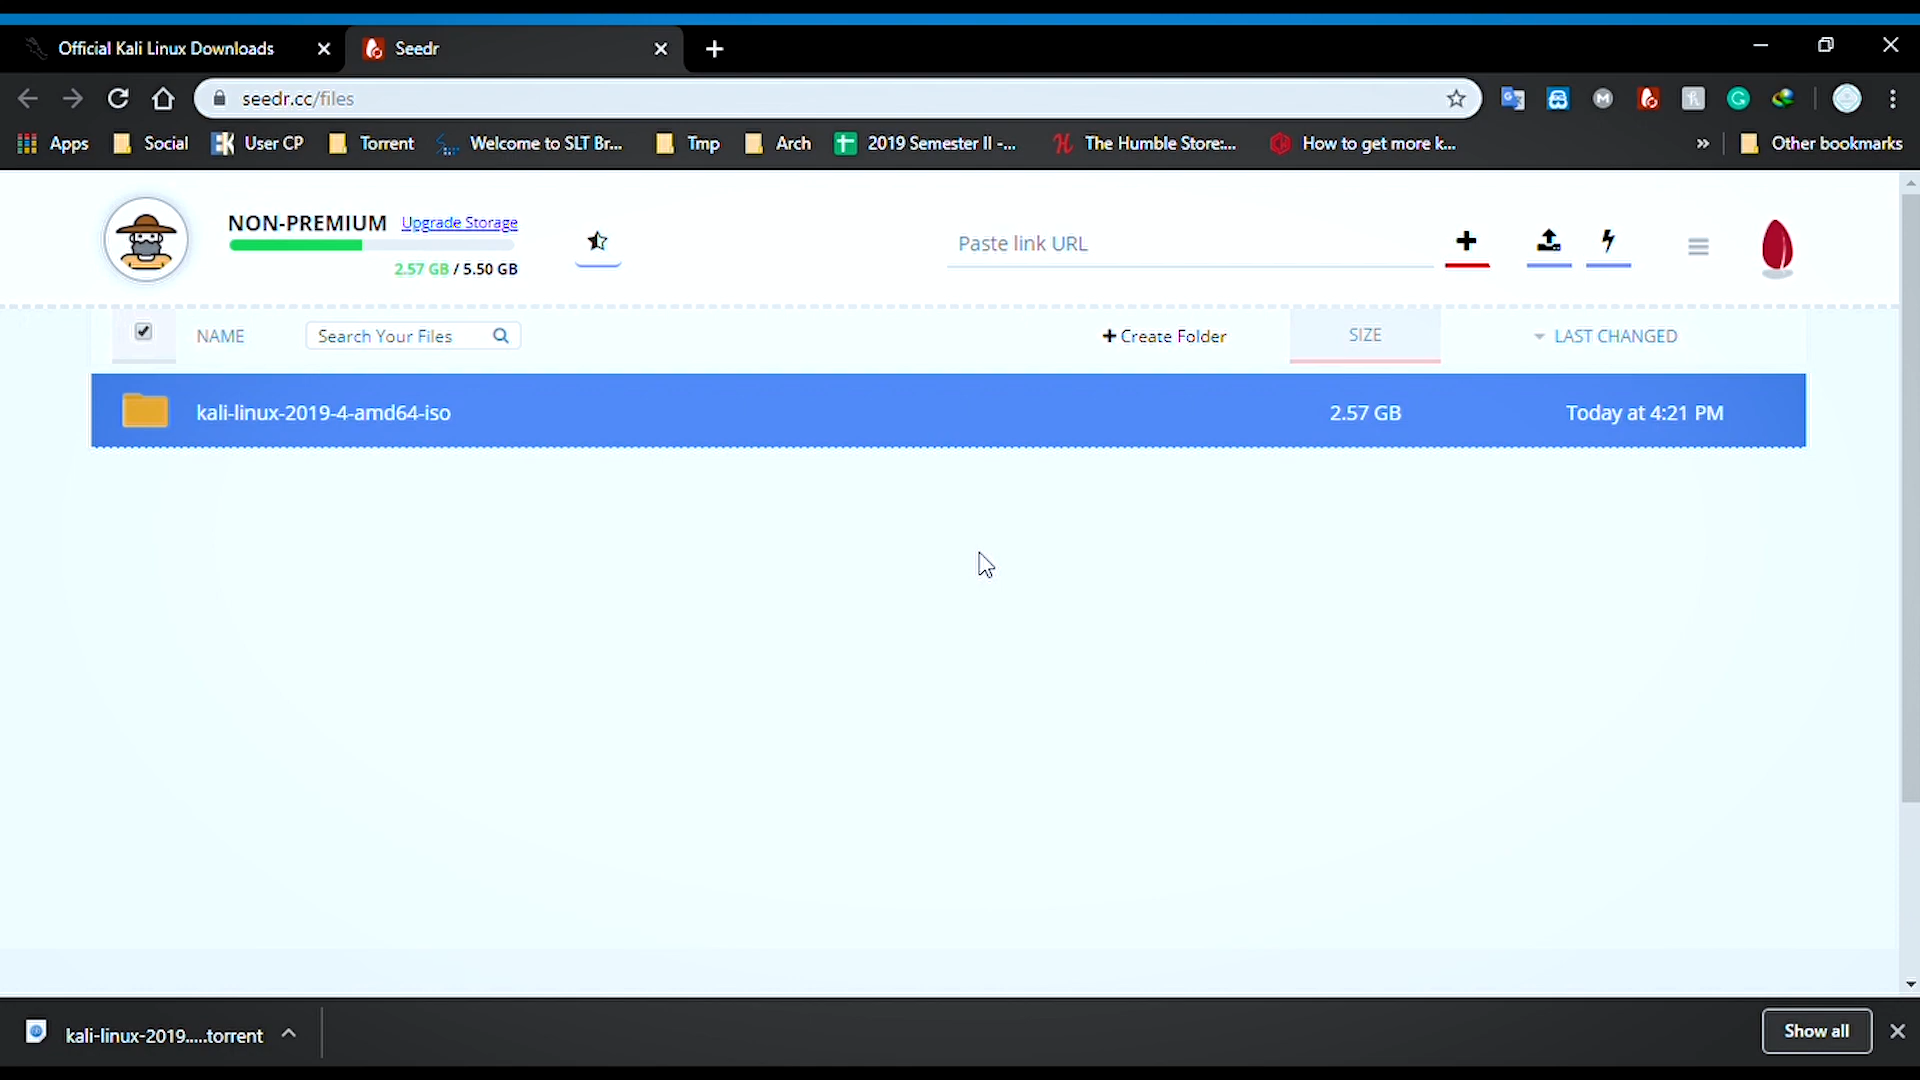 Official Kali Linux Downloads
Seedr
seedr.cc/files
Apps
Social
User CP
Torrent
Welcome to SLT Br...
Tmp
Arch
2019 Semester II -...
The Humble Store:...
How to get more k...
»
Other bookmarks
NON-PREMIUM Upgrade Storage
2.57 GB / 5.50 GB
Paste link URL
NAME
Search Your Files
Create Folder
SIZE
LAST CHANGED
kali-linux-2019-4-amd64-iso
2.57 GB
Today at 4:21 PM
kali-linux-2019.....torrent
Show all